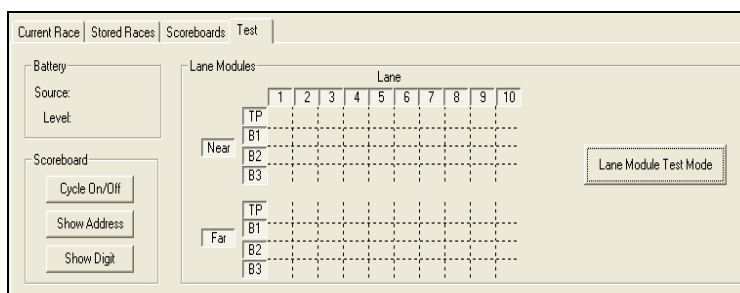 Current Race Stored Races Scoreboards Test
Battery
Source:
Level:
Scoreboard
Cycle On/Off
Show Address
Show Digit
Lane Modules
Lane
1 2 3 4 5 6 7 8 9 10
Near
TP
B1
B2
B3
Far
TP
B1
B2
B3
Lane Module Test Mode